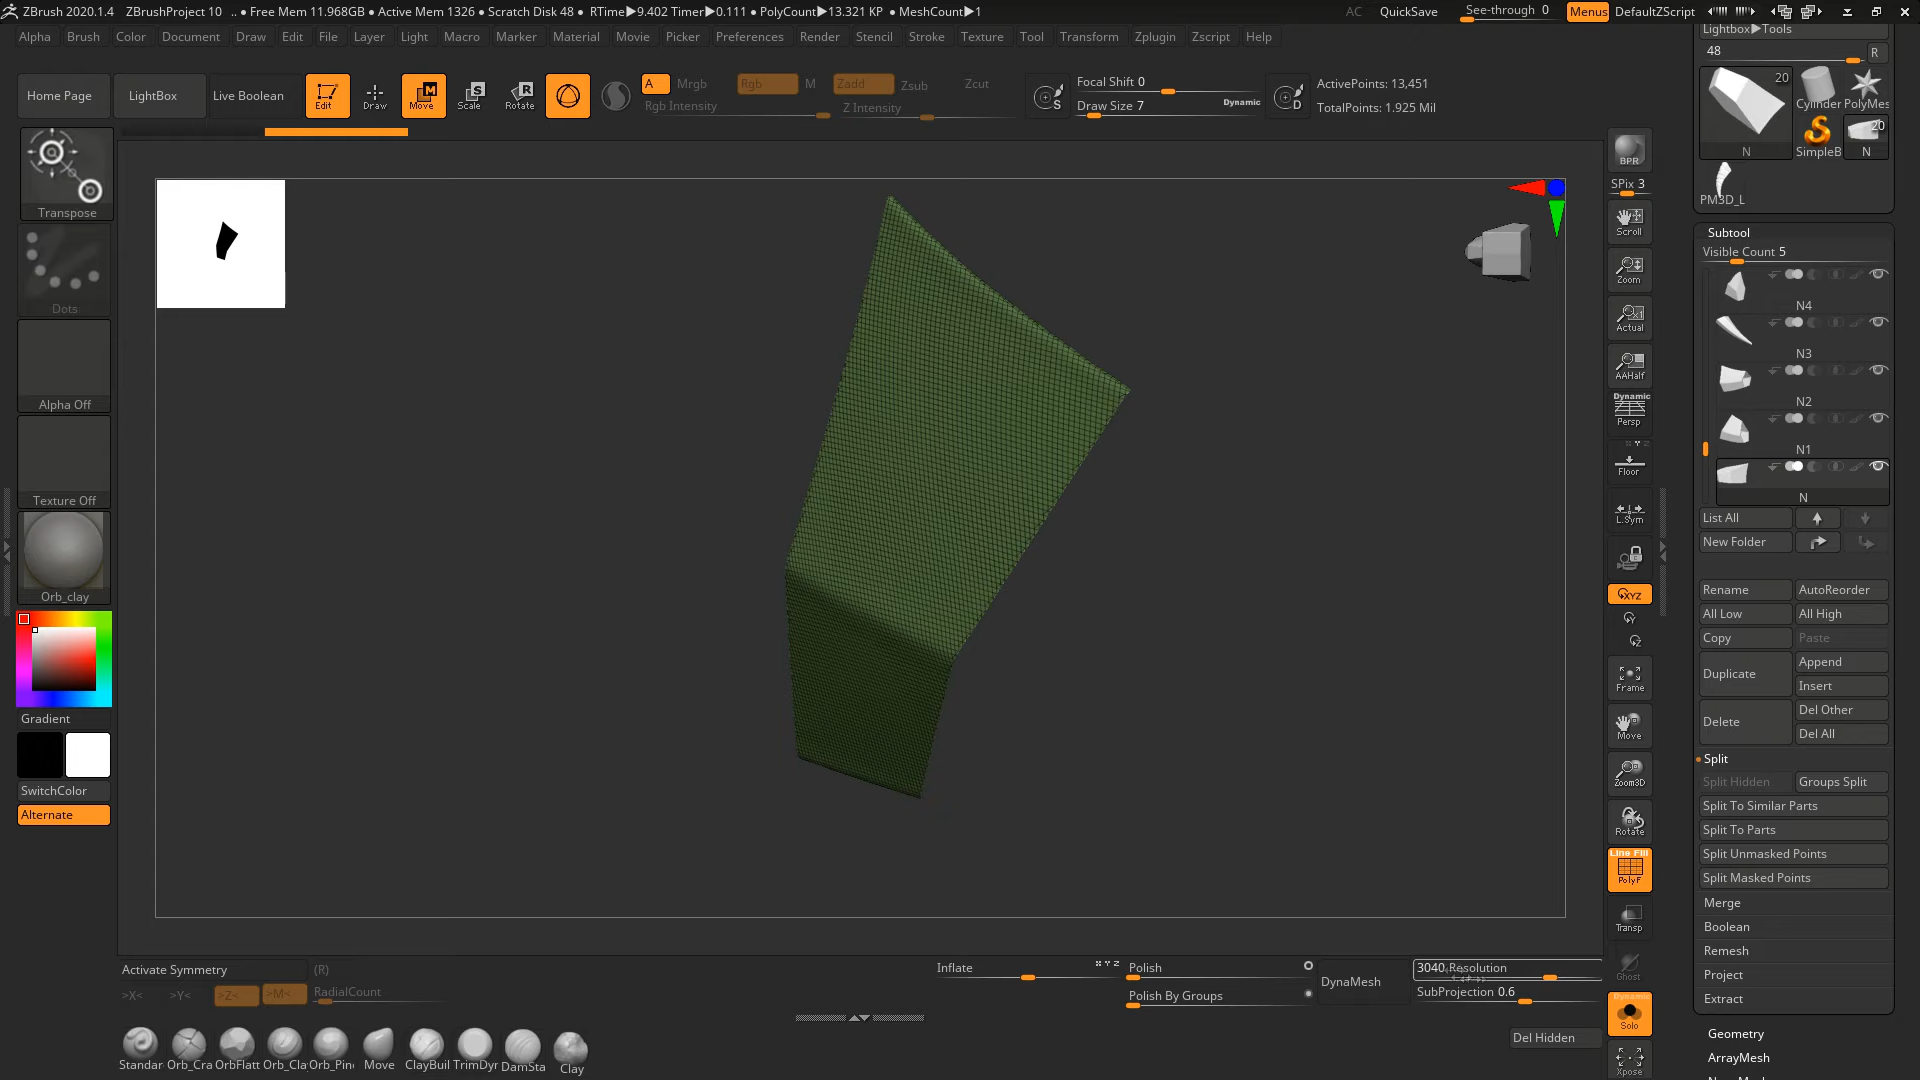 ZBrush 2020.1.4 ZBrushProject 10 .. ● Free Mem 11.968GB ● Active Mem 1326 ● Scratch Disk 48 ● RTime▶9.402 Timer▶0.111 ● PolyCount▶13.321 KP ● MeshCount▶1 AC QuickSave See-through 0 Menus DefaultZScript
Alpha Brush Color Document Draw Edit File Layer Light Macro Marker Material Movie Picker Preferences Render Stencil Stroke Texture Tool Transform Zplugin Zscript Help
Home Page LightBox Live Boolean Edit Draw Move Scale Rotate
A Mrgb Rgb M Zadd Zsub Zcut
Rgb Intensity Z Intensity
Focal Shift 0
Draw Size 7 Dynamic
ActivePoints: 13,451
TotalPoints: 1.925 Mil
Transpose
Dots
Alpha Off
Texture Off
Orb_clay
Gradient
SwitchColor
Alternate
BPR
SPix 3
Scroll
Zoom
Actual
AAHalf
Dynamic
Persp
Floor
L.Sym
XYZ
Frame
Move
Zoom3D
Rotate
Line Fill
PolyF
Transp
Ghost
Dynamic
Solo
Xpose
Lightbox▶Tools
48 R
20
Cylinder PolyMes
N SimpleB 20 N
PM3D_L
Subtool
Visible Count 5
N4
N3
N2
N1
N
List All
New Folder
Rename AutoReorder
All Low All High
Copy Paste
Duplicate Append
Insert
Delete Del Other
Del All
Split
Split Hidden Groups Split
Split To Similar Parts
Split To Parts
Split Unmasked Points
Split Masked Points
Merge
Boolean
Remesh
Project
Extract
Geometry
ArrayMesh
Activate Symmetry (R)
>X< >Y< >Z< >M< RadialCount
Inflate X Y Z
Polish
Polish By Groups
DynaMesh
3040 Resolution
SubProjection 0.6
Del Hidden
Standar Orb_Cra OrbFlatt Orb_Cla Orb_Pin Move ClayBuil TrimDyr DamSta Clay